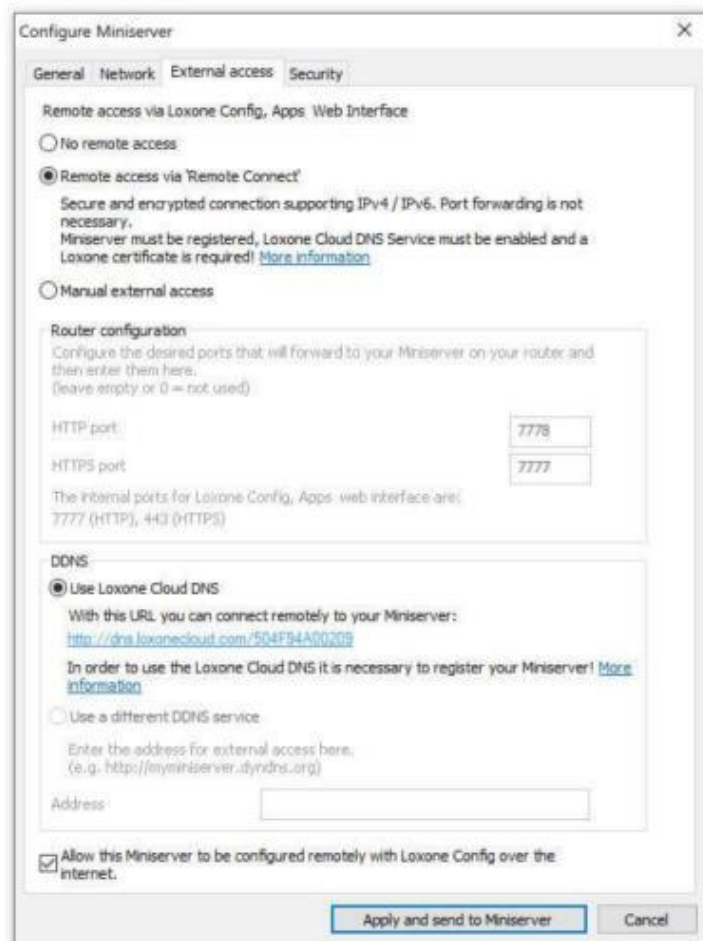 Configure Miniserver
General Network External access Security
Remote access via Loxone Config, Apps Web Interface
No remote access
Remote access via 'Remote Connect'
Secure and encrypted connection supporting IPv4 / IPv6. Port forwarding is not
necessary.
Miniserver must be registered, Loxone Cloud DNS Service must be enabled and a
Loxone certificate is required! More information
Manual external access
Router configuration
Configure the desired ports that will forward to your Miniserver on your router and
then enter them here.
(leave empty or 0 = not used)
HTTP port 7778
HTTPS port 7777
The internal ports for Loxone Config, Apps web interface are:
7777 (HTTP), 443 (HTTPS)
DDNS
Use Loxone Cloud DNS
With this URL you can connect remotely to your Miniserver:
http://dns.loxonecloud.com/504F94A00209
In order to use the Loxone Cloud DNS it is necessary to register your Miniserver! More
information
Use a different DDNS service
Enter the address for external access here.
(e.g. http://myminiserver.dyndns.org)
Address
Allow this Miniserver to be configured remotely with Loxone Config over the
internet.
Apply and send to Miniserver Cancel